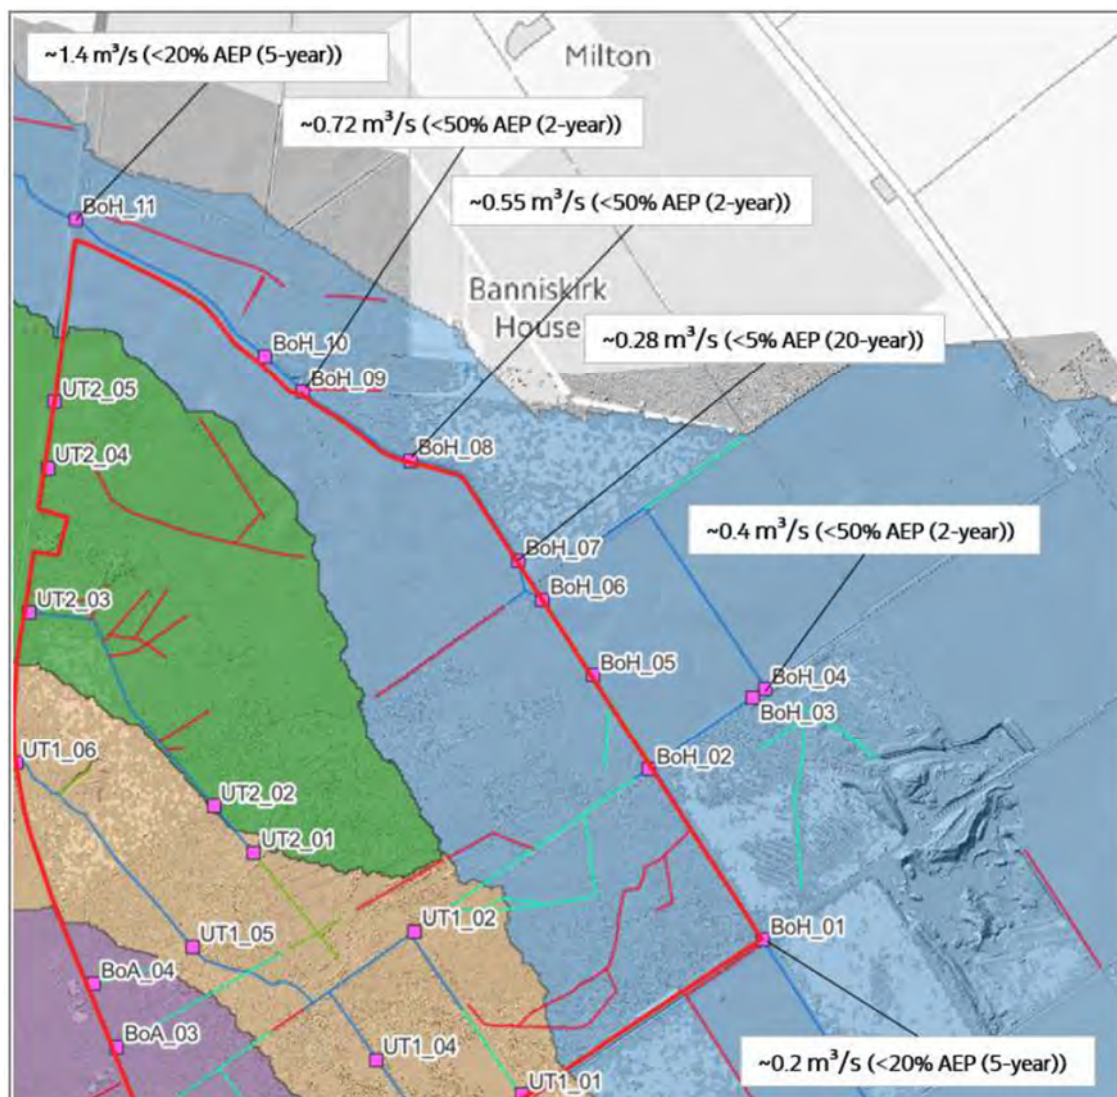 ~1.4 m³/s (<20% AEP (5-year))
Milton
~0.72 m³/s (<50% AEP (2-year))
~0.55 m³/s (<50% AEP (2-year))
BoH_11
Banniskirk
House
~0.28 m³/s (<5% AEP (20-year))
BoH_10
BoH_09
UT2_05
BoH_08
UT2_04
~0.4 m³/s (<50% AEP (2-year))
BoH_07
BoH_06
UT2_03
BoH_05
BoH_04
BoH_03
UT1_06
BoH_02
UT2_02
UT2_01
UT1_02
BoH_01
UT1_05
BoA_04
BoA_03
UT1_04
~0.2 m³/s (<20% AEP (5-year))
UT1_01